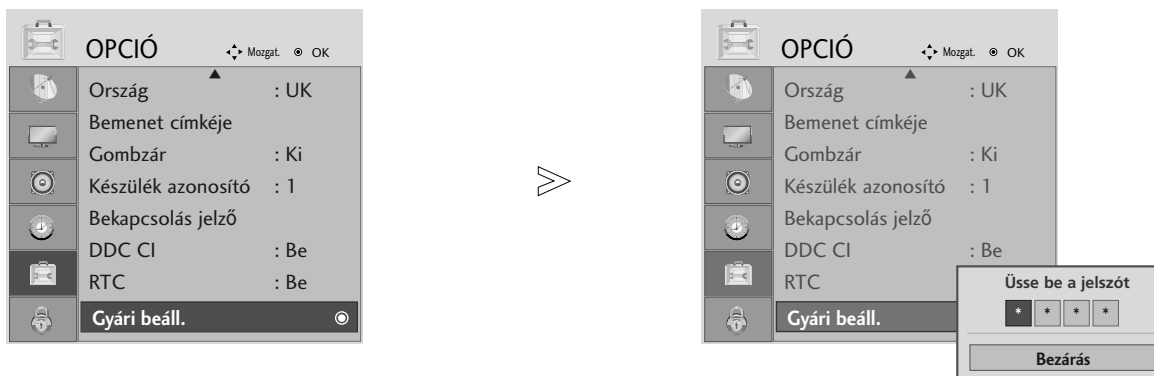 OPCIÓ Mozgat. OK
Ország : UK
Bemenet címkéje
Gombzár : Ki
Készülék azonosító : 1
Bekapcsolás jelző
DDC CI : Be
RTC : Be
Gyári beáll.
OPCIÓ Mozgat. OK
Ország : UK
Bemenet címkéje
Gombzár : Ki
Készülék azonosító : 1
Bekapcsolás jelző
DDC CI : Be
RTC
Gyári beáll.
Üsse be a jelszót
* * * *
Bezárás